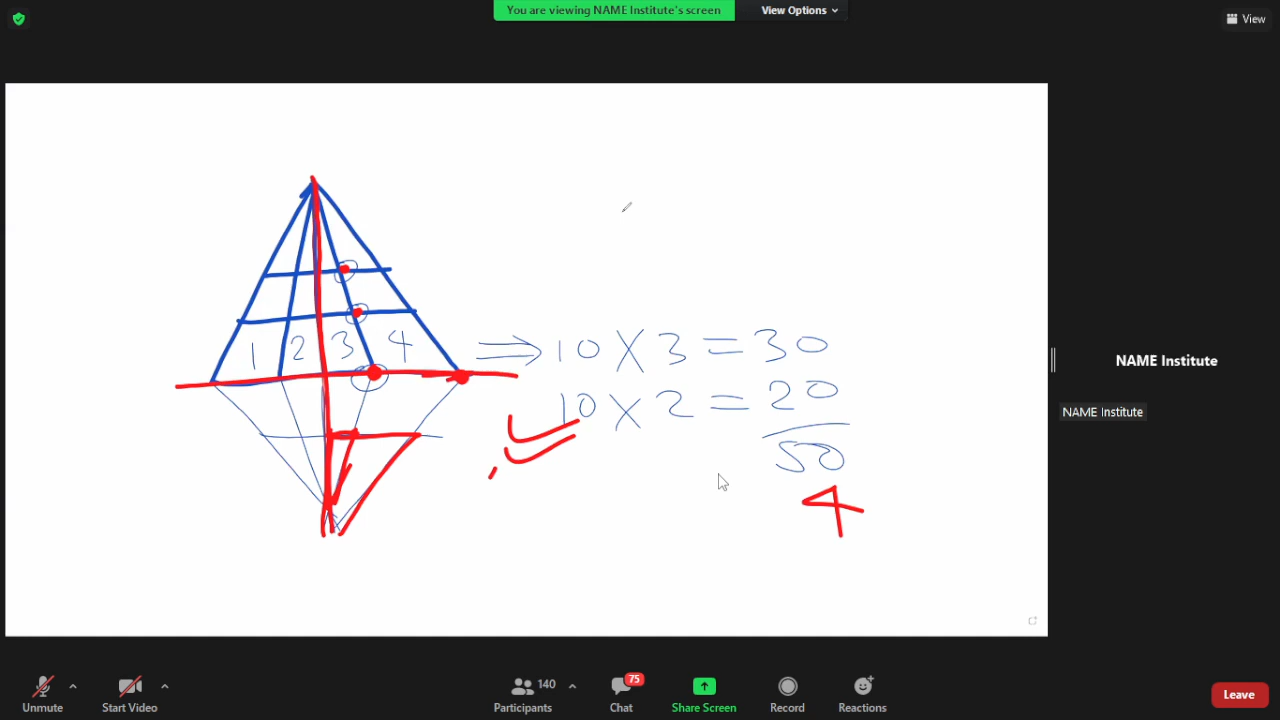 You are viewing NAME Institute's screen
View Options
View
1 2 3 4
10 X 3 = 30
10 X 2 = 20
50
4
NAME Institute
NAME Institute
Unmute
Start Video
140
Participants
75
Chat
Share Screen
Record
Reactions
Leave